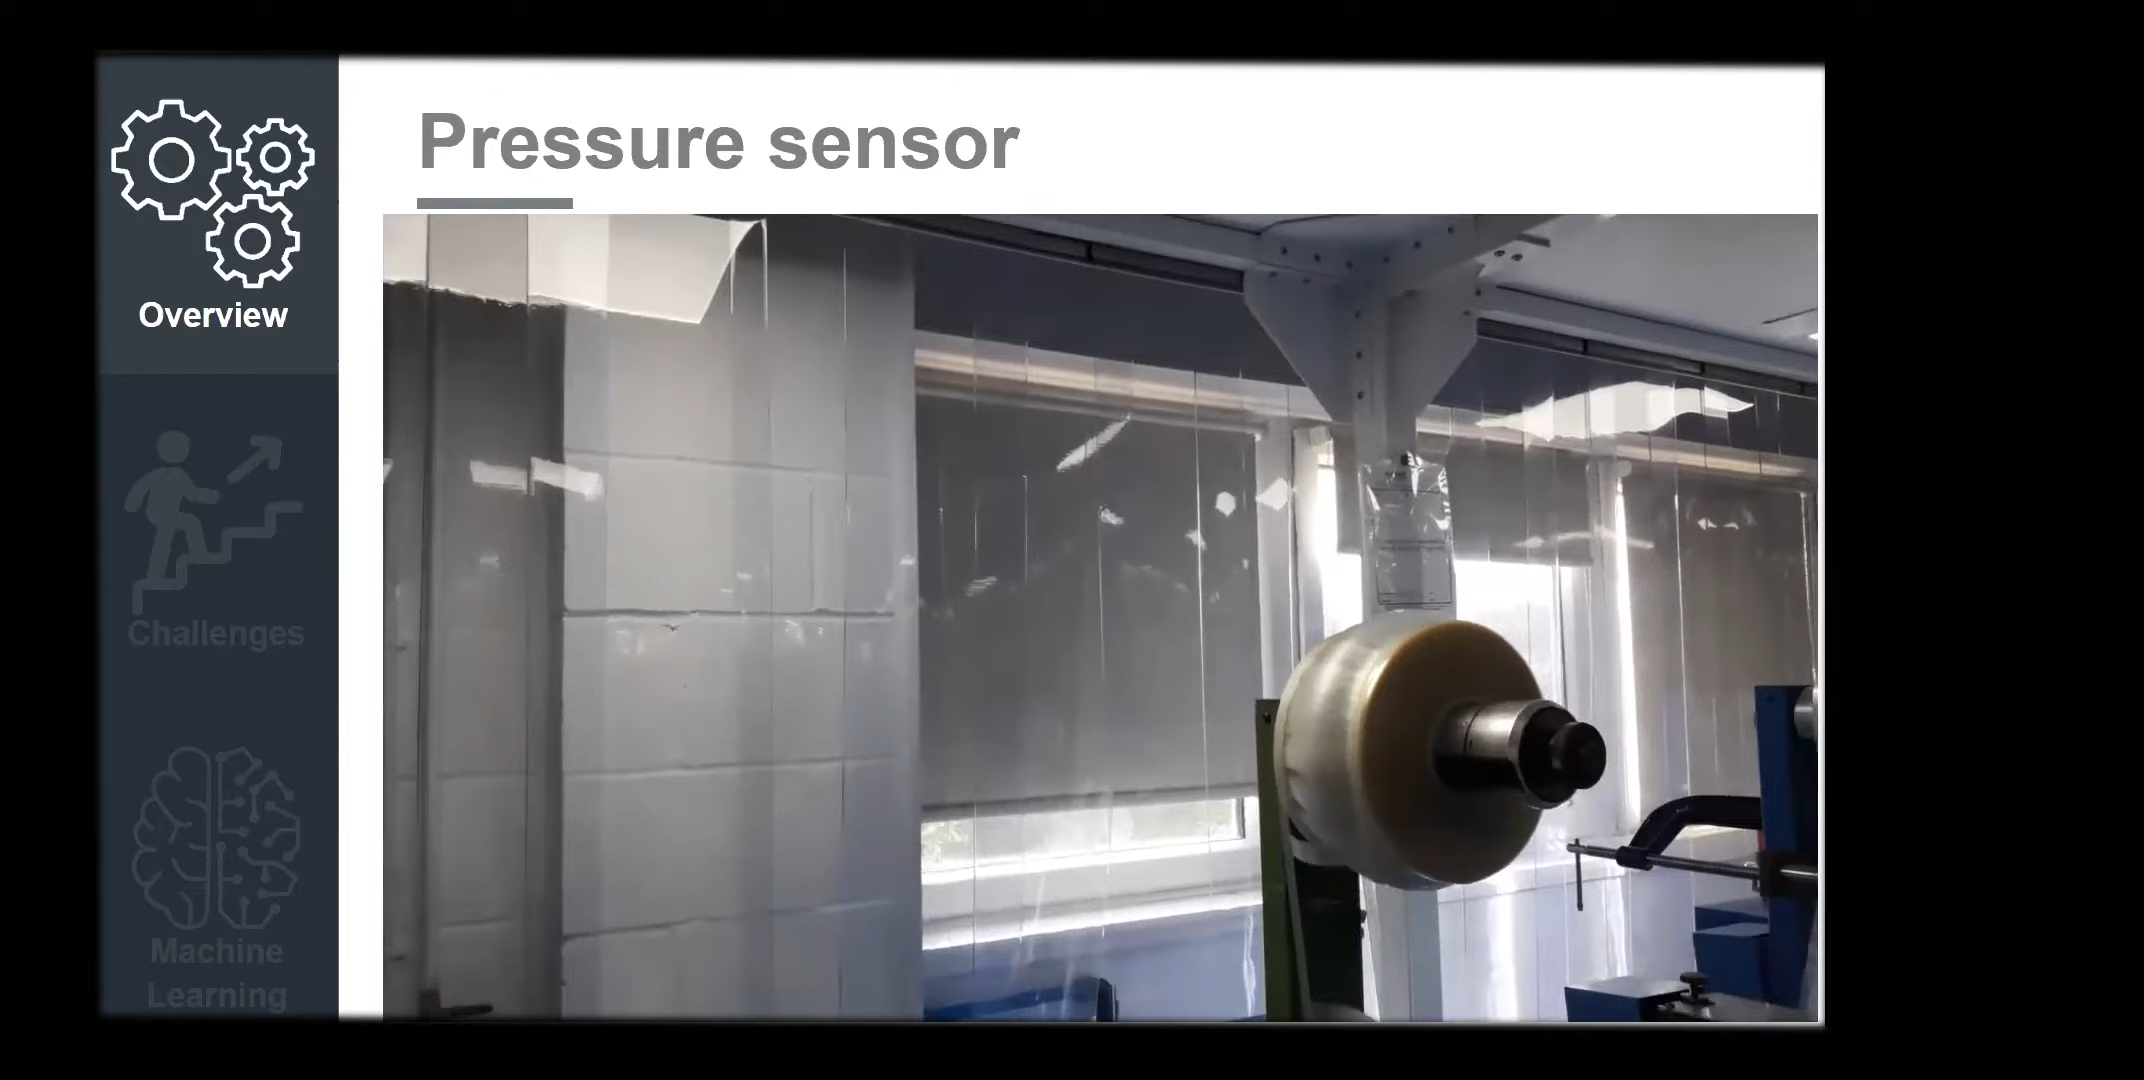 Pressure sensor
Overview
Challenges
Machine
Learning